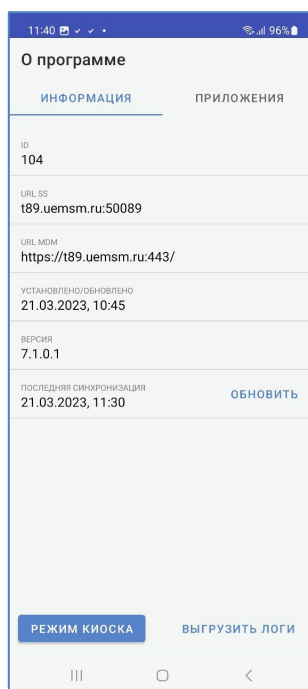 11:40 96%
О программе
ИНФОРМАЦИЯ ПРИЛОЖЕНИЯ
ID
104
URL SS
t89.uemsm.ru:50089
URL MDM
https://t89.uemsm.ru:443/
УСТАНОВЛЕНО/ОБНОВЛЕНО
21.03.2023, 10:45
ВЕРСИЯ
7.1.0.1
ПОСЛЕДНЯЯ СИНХРОНИЗАЦИЯ
21.03.2023, 11:30 ОБНОВИТЬ
РЕЖИМ КИОСКА ВЫГРУЗИТЬ ЛОГИ